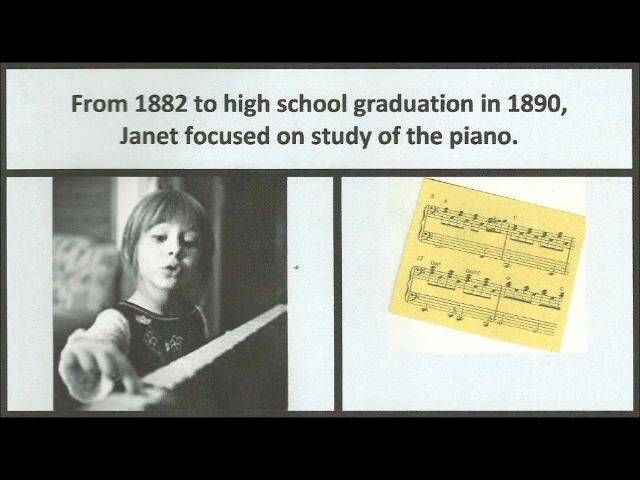 From 1882 to high school graduation in 1890,
Janet focused on study of the piano.